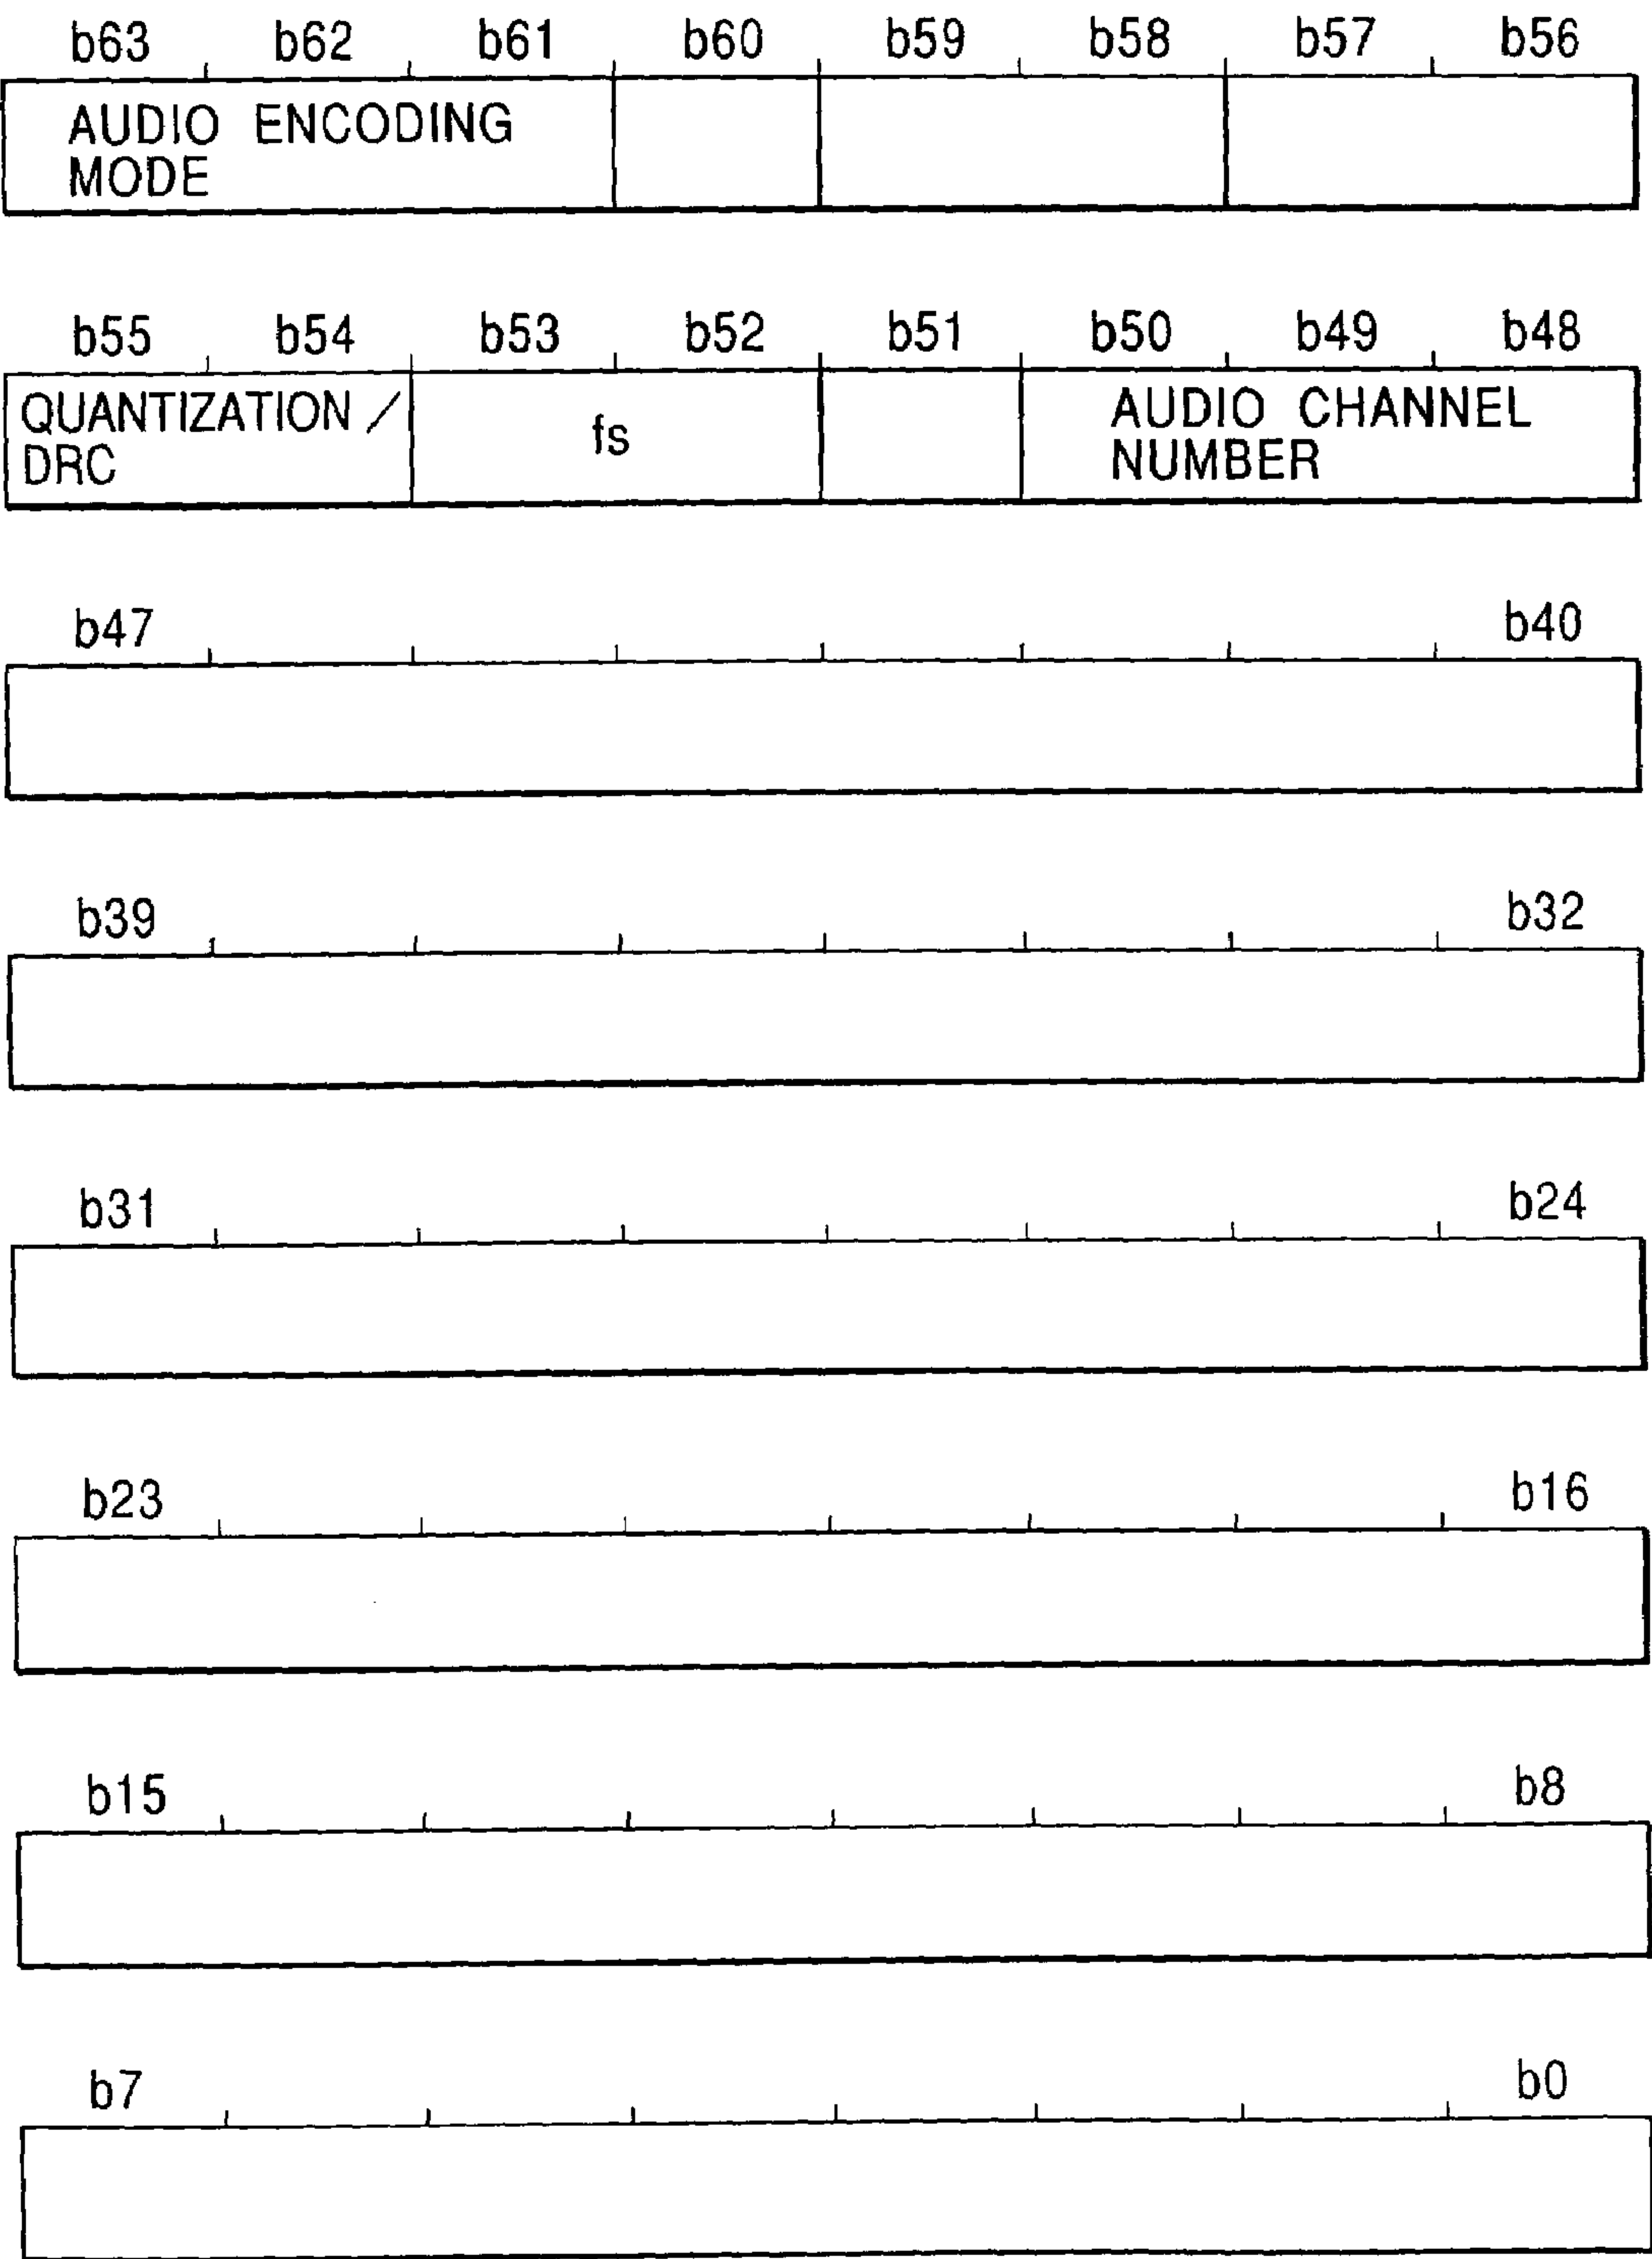 b63 b62 b61 b60 b59 b58 b57 b56
AUDIO ENCODING
MODE
b55 b54 b53 b52 b51 b50 b49 b48
QUANTIZATION /
DRC
fs
AUDIO CHANNEL
NUMBER
b47 b40
b39 b32
b31 b24
b23 b16
b15 b8
b7 b0